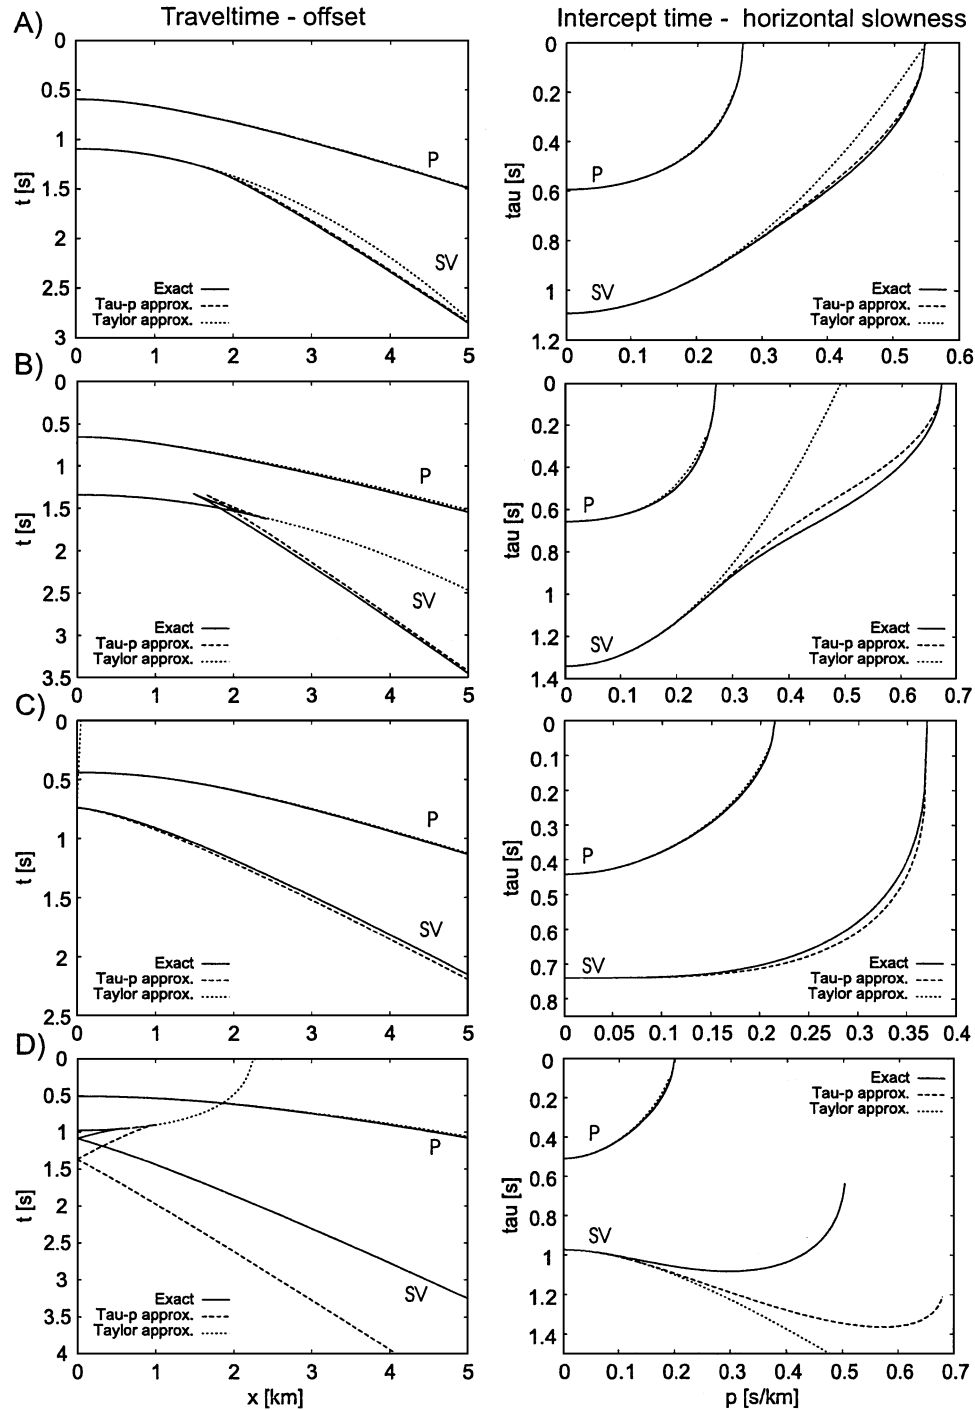 Traveltime - offset
Intercept time - horizontal slowness
A)
0
0.5
1
1.5
2
2.5
3
t [s]
P
SV
Exact
Tau-p approx.
Taylor approx.
0 1 2 3 4 5
0
0.2
0.4
0.6
0.8
1
1.2
tau [s]
P
SV
Exact
Tau-p approx.
Taylor approx.
0 0.1 0.2 0.3 0.4 0.5 0.6
B)
0
0.5
1
1.5
2
2.5
3
3.5
t [s]
P
SV
Exact
Tau-p approx.
Taylor approx.
0 1 2 3 4 5
0
0.2
0.4
0.6
0.8
1
1.2
1.4
tau [s]
P
SV
Exact
Tau-p approx.
Taylor approx.
0 0.1 0.2 0.3 0.4 0.5 0.6 0.7
C)
0
0.5
1
1.5
2
2.5
t [s]
P
SV
Exact
Tau-p approx.
Taylor approx.
0 1 2 3 4 5
0
0.1
0.2
0.3
0.4
0.5
0.6
0.7
0.8
tau [s]
P
SV
Exact
Tau-p approx.
Taylor approx.
0 0.05 0.1 0.15 0.2 0.25 0.3 0.35 0.4
D)
0
0.5
1
1.5
2
2.5
3
3.5
4
t [s]
P
SV
Exact
Tau-p approx.
Taylor approx.
0 1 2 3 4 5
x [km]
0
0.2
0.4
0.6
0.8
1
1.2
1.4
tau [s]
Exact
Tau-p approx.
Taylor approx.
P
SV
0 0.1 0.2 0.3 0.4 0.5 0.6 0.7
p [s/km]